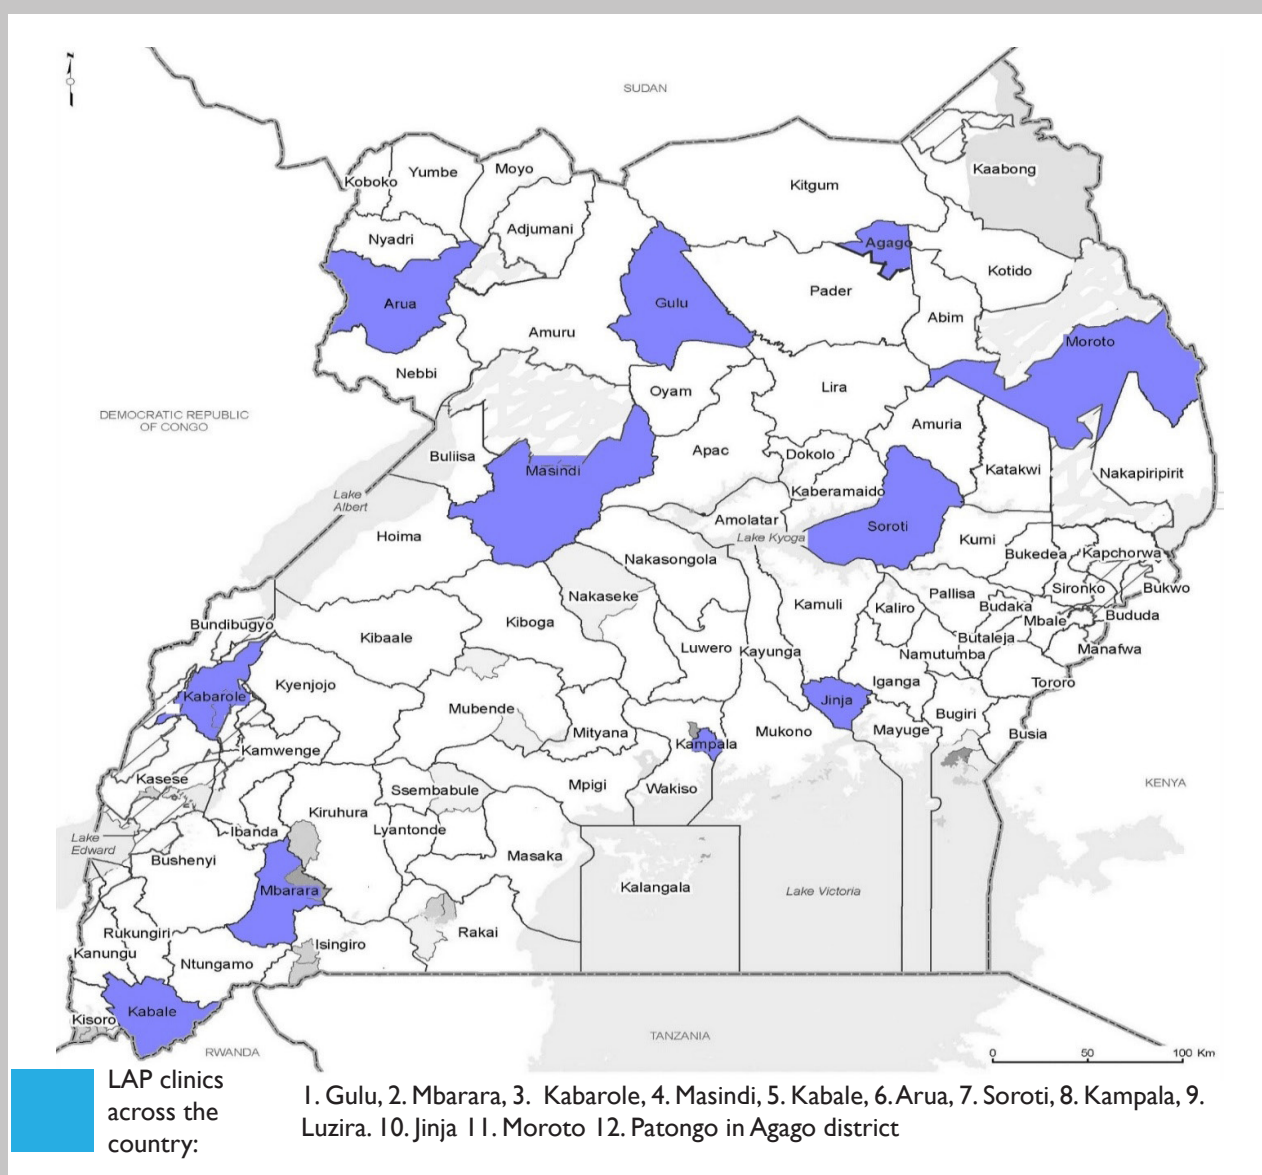 N
SUDAN
Kaabong
Yumbe
Moyo
Koboko
Kitgum
Adjumani
Nyadri
Agago
Kotido
Pader
Arua
Gulu
Abim
Amuru
Moroto
Nebbi
Oyam
Lira
DEMOCRATIC REPUBLIC
OF CONGO
Amuria
Apac
Dokolo
Buliisa
Masindi
Katakwi
Nakapiripirit
Kaberamaido
Lake
Albert
Amolatar
Soroti
Hoima
Lake Kyoga
Kumi
Bukedea
Kapchorwa
Nakasongola
Sironko
Bukwo
Nakaseke
Pallisa
Kamuli
Kaliro
Budaka
Bududa
Bundibugyo
Kiboga
Mbale
Kibaale
Butaleja
Luwero
Kayunga
Manafwa
Namutumba
Kyenjojo
Iganga
Tororo
Kabarole
Jinja
Mubende
Bugiri
Mityana
Mukono
Mayuge
Busia
Kampala
Kamwenge
Kasese
Mpigi
Wakiso
KENYA
Ssembabule
Kiruhura
Lake
Edward
Ibanda
Lyantonde
Bushenyi
Masaka
Mbarara
Kalangala
Lake Victoria
Rukungiri
Rakai
Isingiro
Kanungu
Ntungamo
Kabale
Kisoro
TANZANIA
RWANDA
0 50 100 Km
LAP clinics
across the
country:
1. Gulu, 2. Mbarara, 3. Kabarole, 4. Masindi, 5. Kabale, 6. Arua, 7. Soroti, 8. Kampala, 9.
Luzira. 10. Jinja 11. Moroto 12. Patongo in Agago district